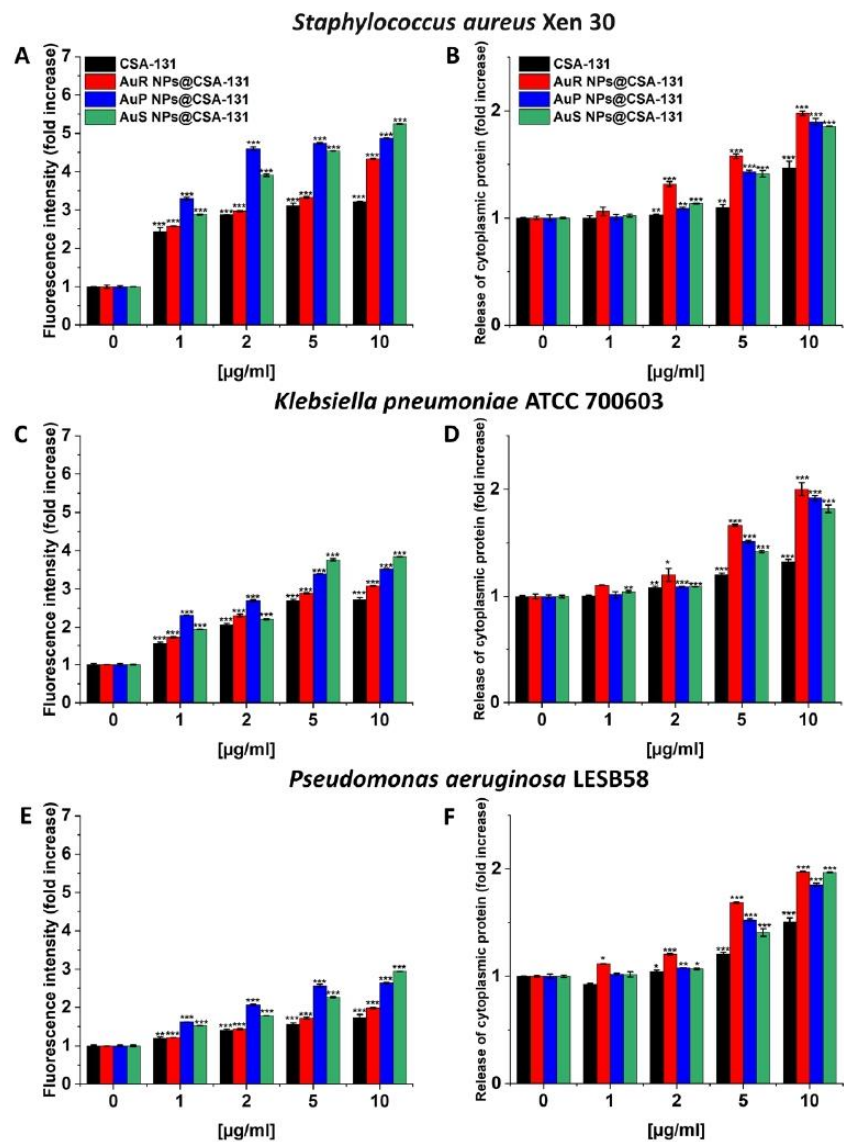 Staphylococcus aureus Xen 30
A
Fluorescence intensity (fold increase)
7
6
5
4
3
2
1
0
CSA-131
AuR NPs@CSA-131
AuP NPs@CSA-131
AuS NPs@CSA-131
*** *** *** ***
*** *** *** ***
*** *** *** ***
*** *** *** ***
0 1 2 5 10
[µg/ml]
B
Release of cytoplasmic protein (fold increase)
2
1
0
CSA-131
AuR NPs@CSA-131
AuP NPs@CSA-131
AuS NPs@CSA-131
** *** ** ***
** *** *** ***
*** *** *** ***
0 1 2 5 10
[µg/ml]
Klebsiella pneumoniae ATCC 700603
C
Fluorescence intensity (fold increase)
7
6
5
4
3
2
1
0
*** *** *** ***
*** *** *** ***
*** *** *** ***
*** *** *** ***
0 1 2 5 10
[µg/ml]
D
Release of cytoplasmic protein (fold increase)
2
1
0
**
** * *** ***
*** *** *** ***
*** *** *** ***
0 1 2 5 10
[µg/ml]
Pseudomonas aeruginosa LESB58
E
Fluorescence intensity (fold increase)
7
6
5
4
3
2
1
0
** *** *** ***
*** *** *** ***
*** *** *** ***
*** *** *** ***
0 1 2 5 10
[µg/ml]
F
Release of cytoplasmic protein (fold increase)
2
1
0
*
* *** ** *
*** *** *** ***
*** *** *** ***
0 1 2 5 10
[µg/ml]